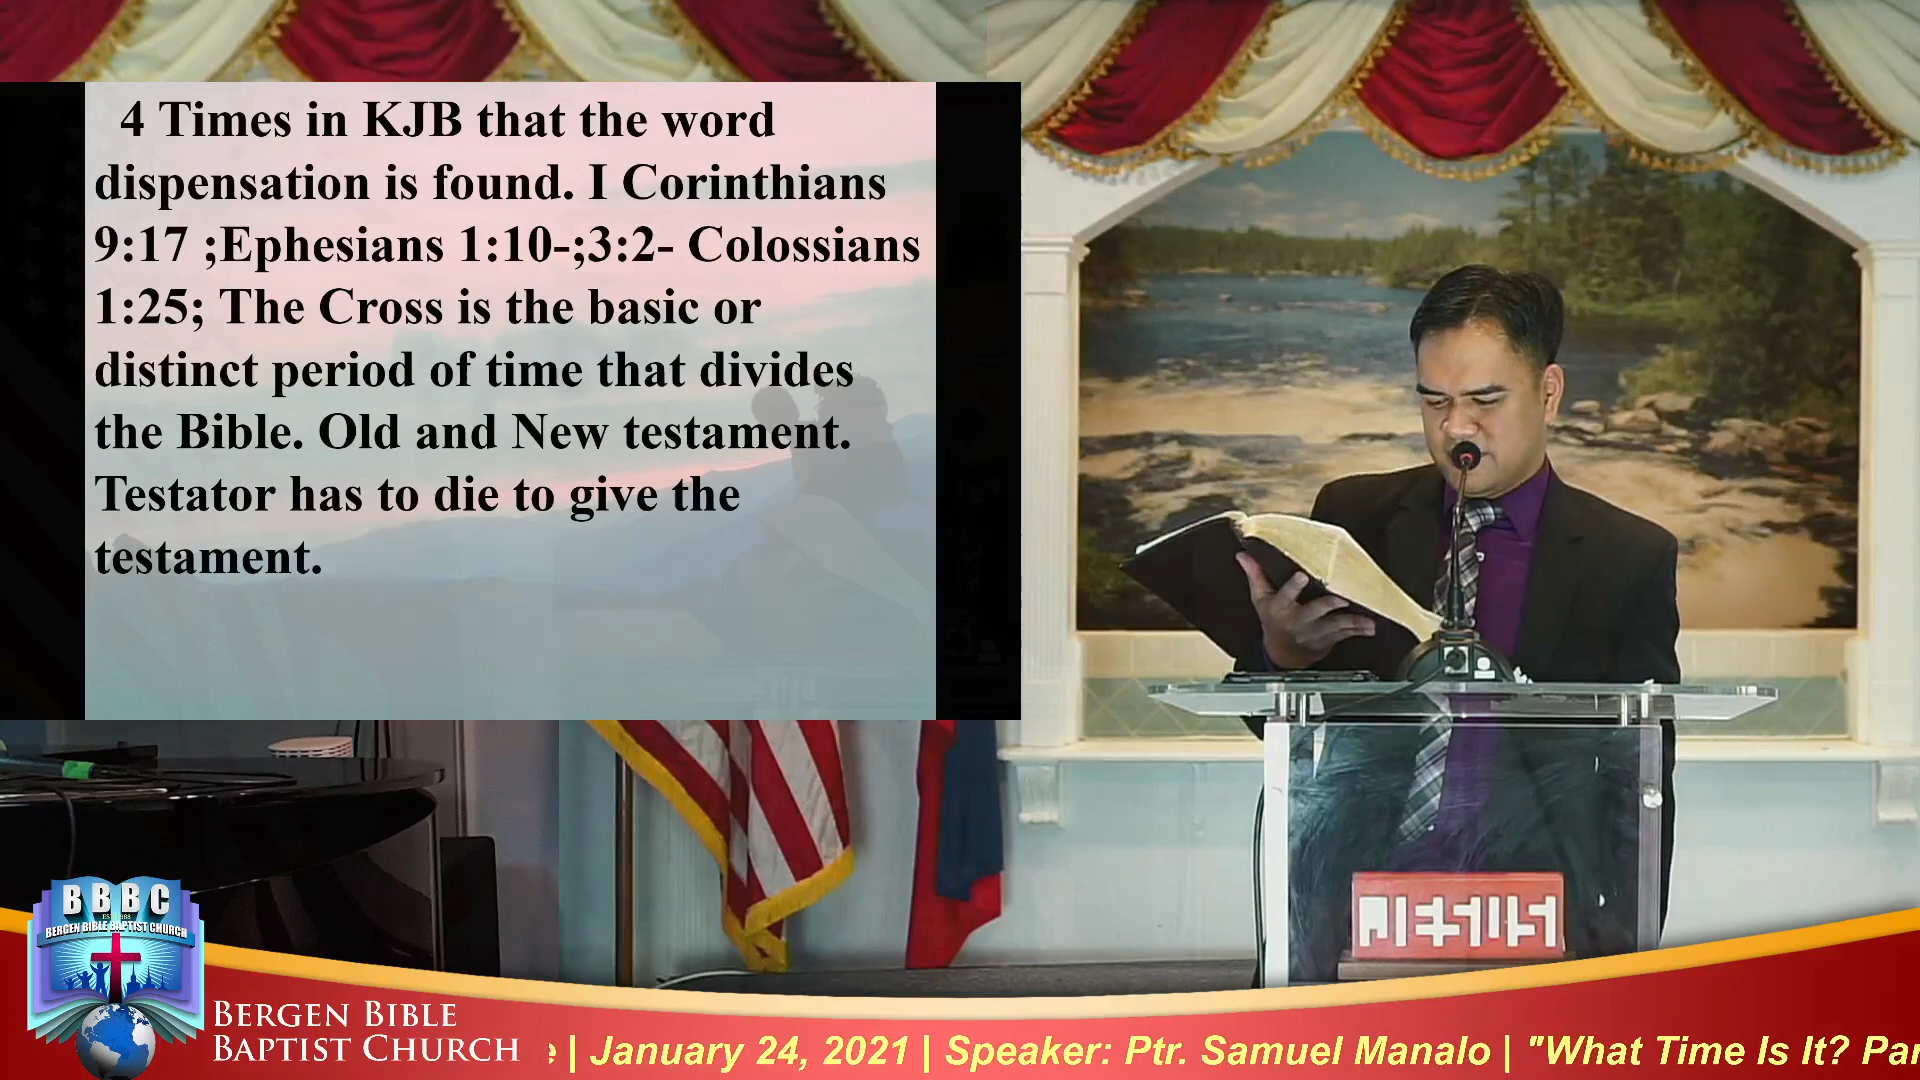 4 Times in KJB that the word
dispensation is found. I Corinthians
9:17 ;Ephesians 1:10-;3:2- Colossians
1:25; The Cross is the basic or
distinct period of time that divides
the Bible. Old and New testament.
Testator has to die to give the
testament.
BBBC
BERGEN BIBLE BAPTIST CHURCH
BERGEN BIBLE
BAPTIST CHURCH
| January 24, 2021 | Speaker: Ptr. Samuel Manalo | "What Time Is It? Par